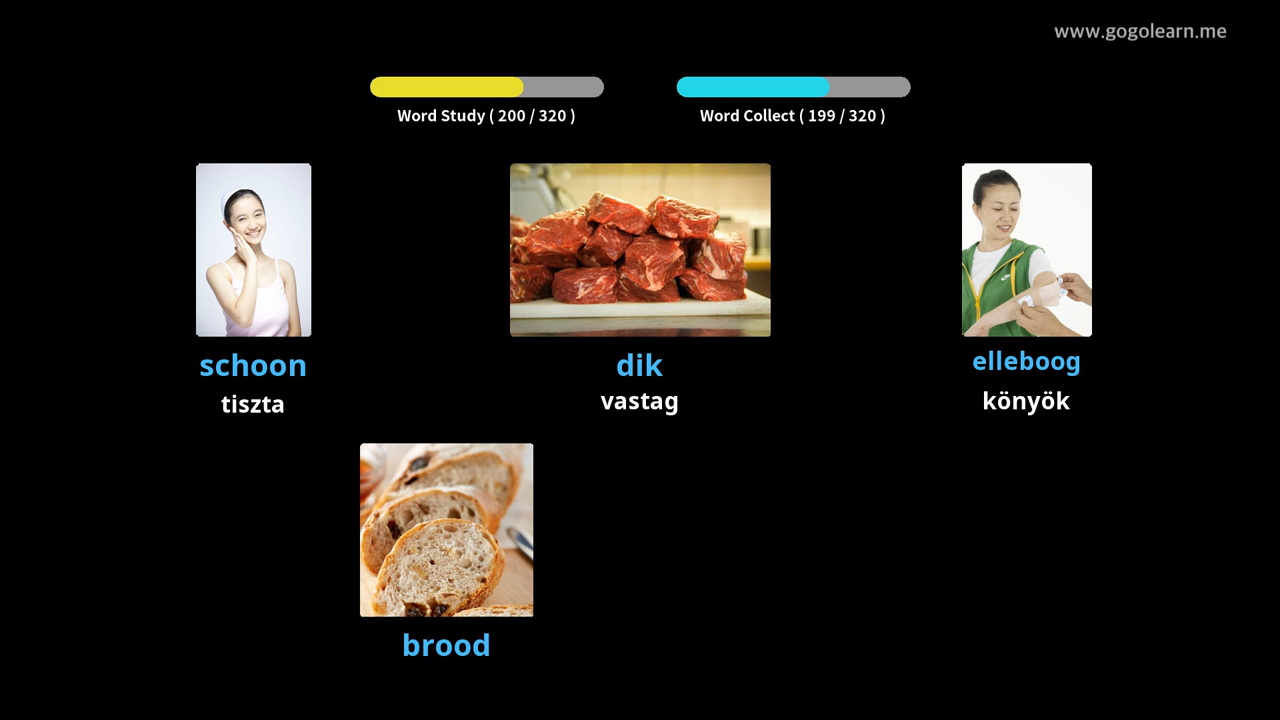 www.gogolearn.me
Word Study ( 200 / 320 )
Word Collect ( 199 / 320 )
schoon
tiszta
dik
vastag
elleboog
könyök
brood